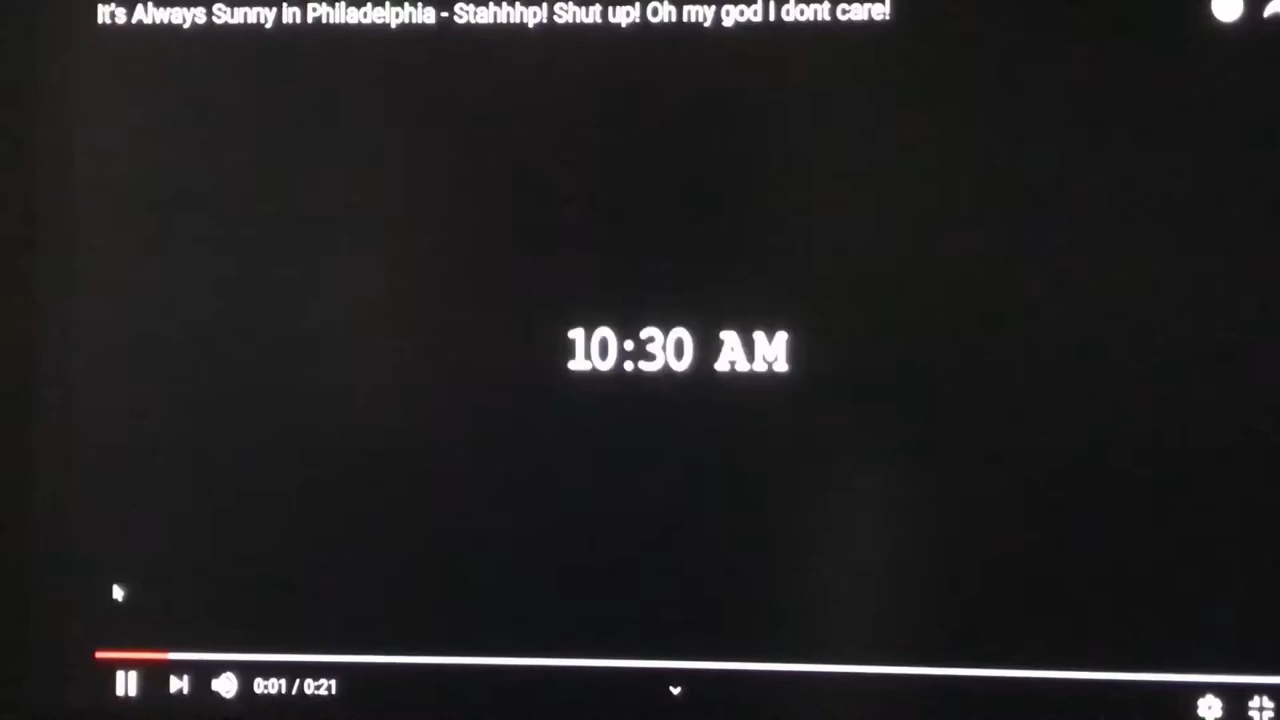 It's Always Sunny in Philadelphia - Stahhhp! Shut up! Oh my god I dont care!
10:30 AM
0:01 / 0:21